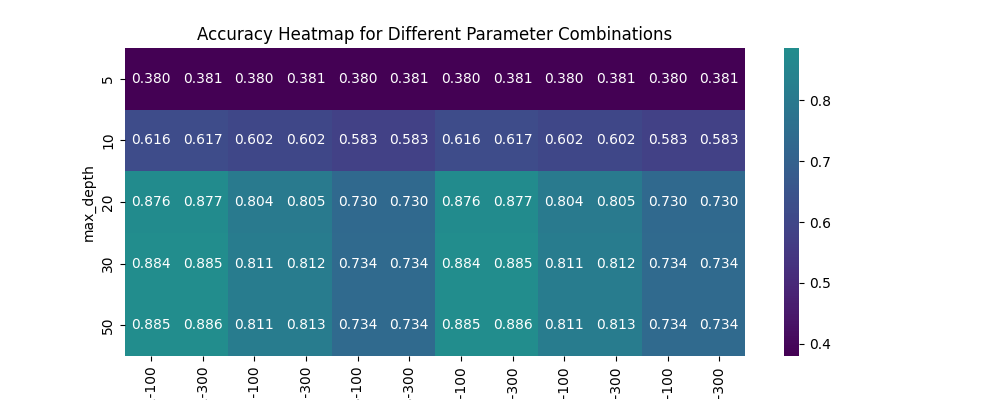 Accuracy Heatmap for Different Parameter Combinations
max_depth
5 0.380 0.381 0.380 0.381 0.380 0.381 0.380 0.381 0.380 0.381 0.380 0.381
10 0.616 0.617 0.602 0.602 0.583 0.583 0.616 0.617 0.602 0.602 0.583 0.583
20 0.876 0.877 0.804 0.805 0.730 0.730 0.876 0.877 0.804 0.805 0.730 0.730
30 0.884 0.885 0.811 0.812 0.734 0.734 0.884 0.885 0.811 0.812 0.734 0.734
50 0.885 0.886 0.811 0.813 0.734 0.734 0.885 0.886 0.811 0.813 0.734 0.734
-100 -300 -100 -300 -100 -300 -100 -300 -100 -300 -100 -300
0.8
0.7
0.6
0.5
0.4